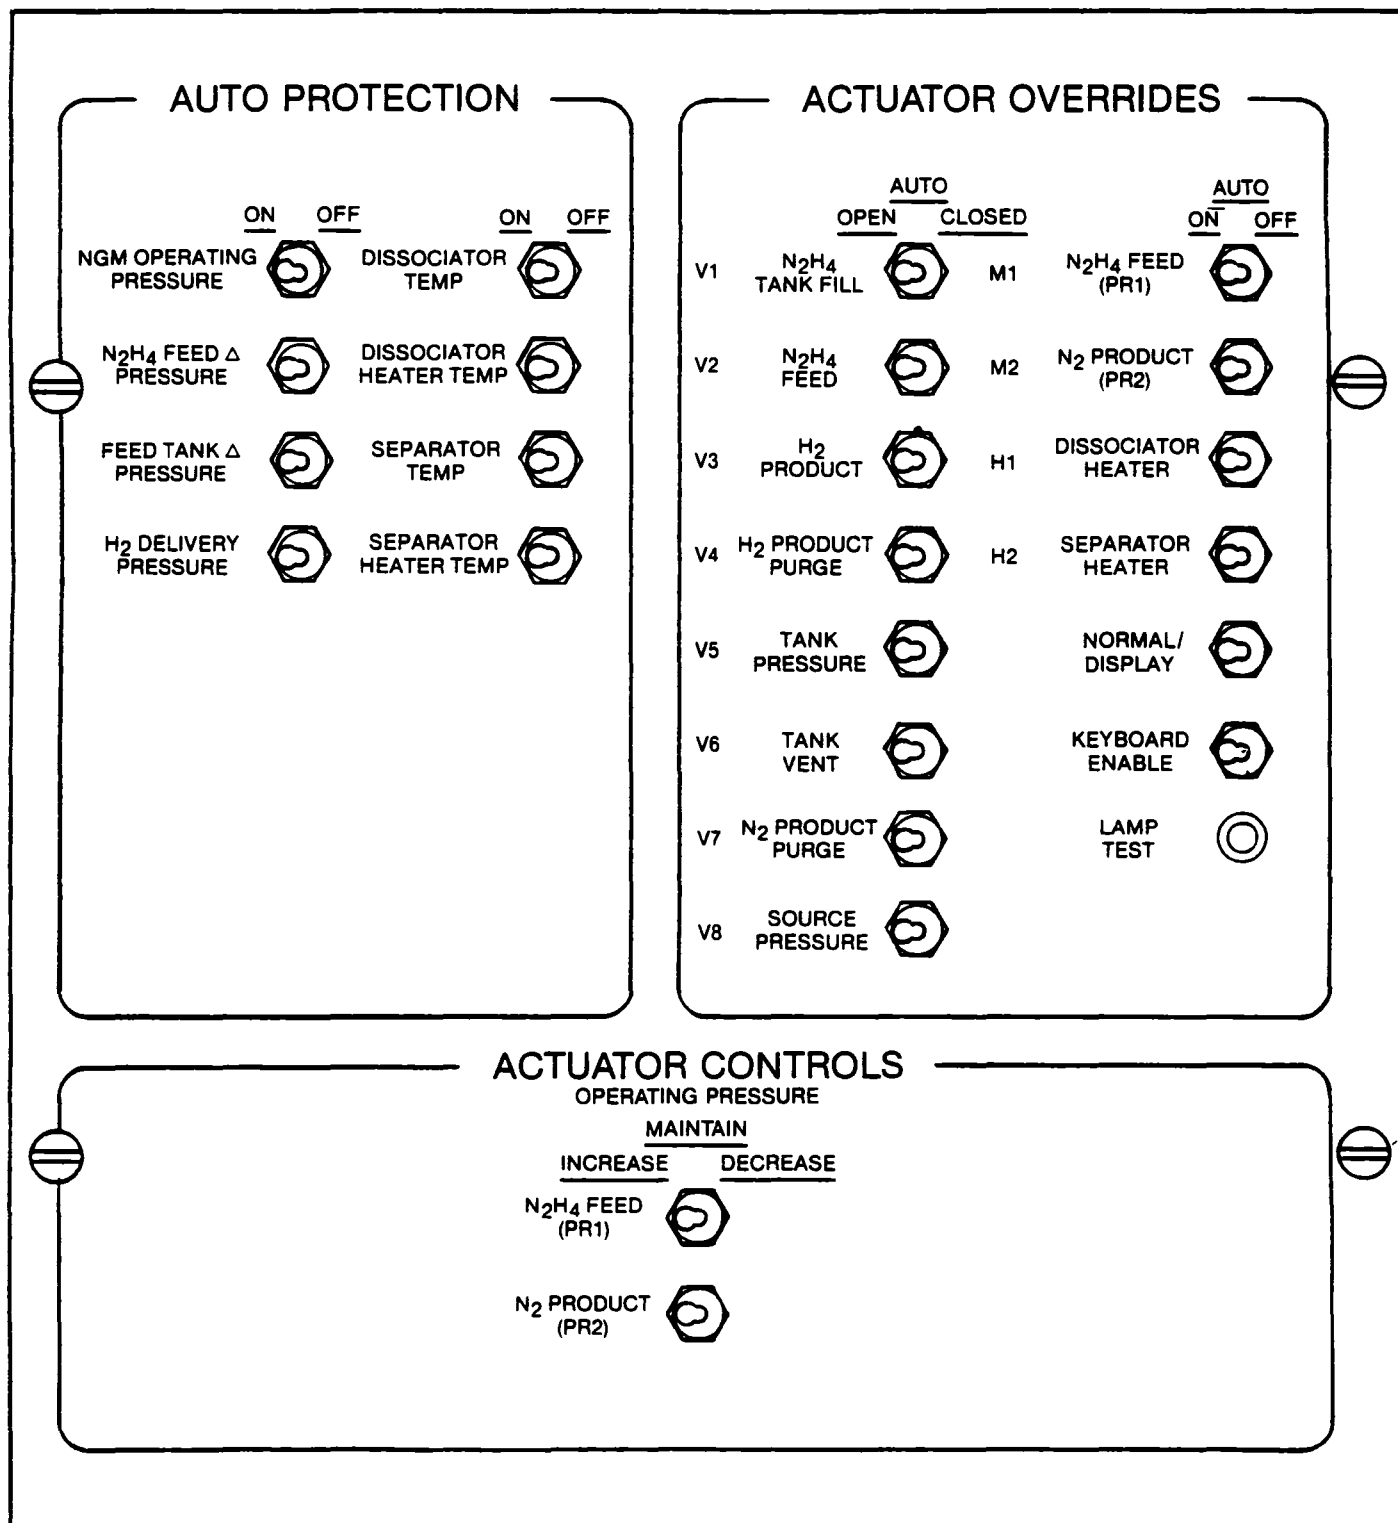 AUTO PROTECTION
ON OFF
ON OFF
NGM OPERATING
PRESSURE
DISSOCIATOR
TEMP
N2H4 FEED Δ
PRESSURE
DISSOCIATOR
HEATER TEMP
FEED TANK Δ
PRESSURE
SEPARATOR
TEMP
H2 DELIVERY
PRESSURE
SEPARATOR
HEATER TEMP
ACTUATOR OVERRIDES
AUTO
OPEN CLOSED
AUTO
ON OFF
V1
N2H4
TANK FILL
M1
N2H4 FEED
(PR1)
V2
N2H4
FEED
M2
N2 PRODUCT
(PR2)
V3
H2
PRODUCT
H1
DISSOCIATOR
HEATER
V4
H2 PRODUCT
PURGE
H2
SEPARATOR
HEATER
V5
TANK
PRESSURE
NORMAL/
DISPLAY
V6
TANK
VENT
KEYBOARD
ENABLE
V7
N2 PRODUCT
PURGE
LAMP
TEST
V8
SOURCE
PRESSURE
ACTUATOR CONTROLS
OPERATING PRESSURE
MAINTAIN
INCREASE DECREASE
N2H4 FEED
(PR1)
N2 PRODUCT
(PR2)